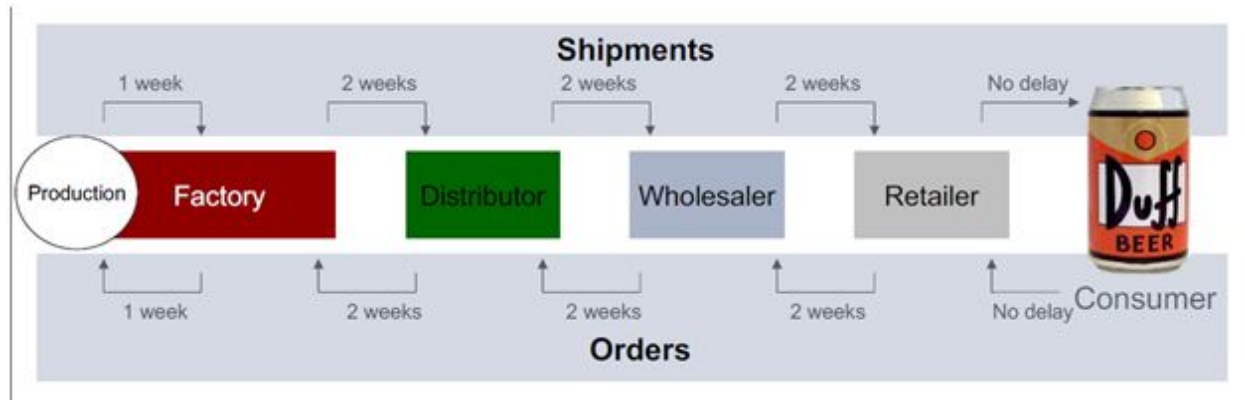 Shipments
1 week
2 weeks
2 weeks
2 weeks
No delay
Production
Factory
Distributor
Wholesaler
Retailer
Duff
BEER
1 week
2 weeks
2 weeks
2 weeks
No delay
Consumer
Orders